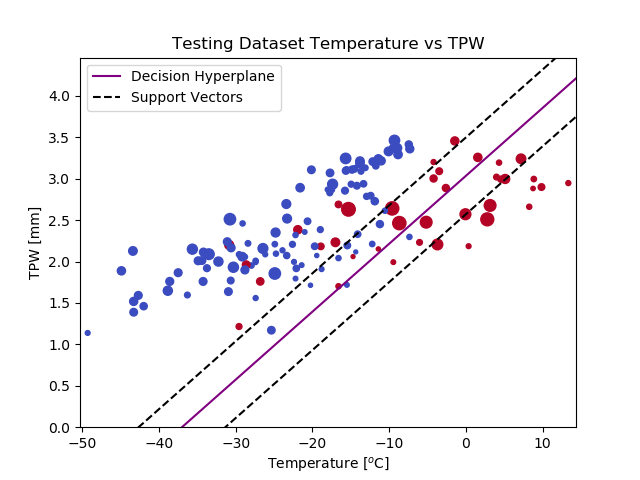 Testing Dataset Temperature vs TPW
Decision Hyperplane
Support Vectors
TPW [mm]
4.0
3.5
3.0
2.5
2.0
1.5
1.0
0.5
0.0
−50 −40 −30 −20 −10 0 10
Temperature [°C]